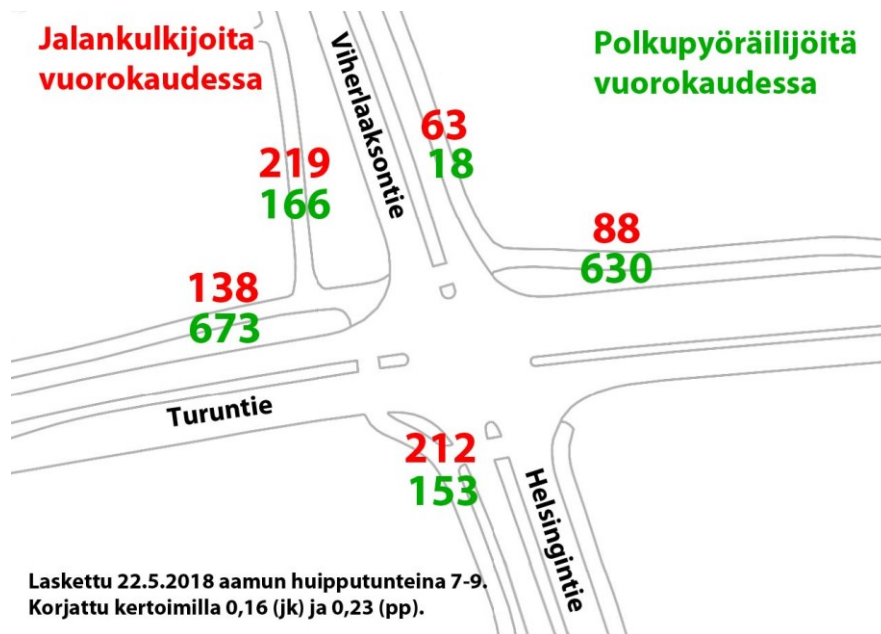 Jalankulkijoita
vuorokaudessa
Polkupyöräilijöitä
vuorokaudessa
Viherlaaksontie
63
18
219
166
88
630
138
673
Turuntie
212
153
Helsingintie
Laskettu 22.5.2018 aamun huipputunteina 7-9.
Korjattu kertoimilla 0,16 (jk) ja 0,23 (pp).